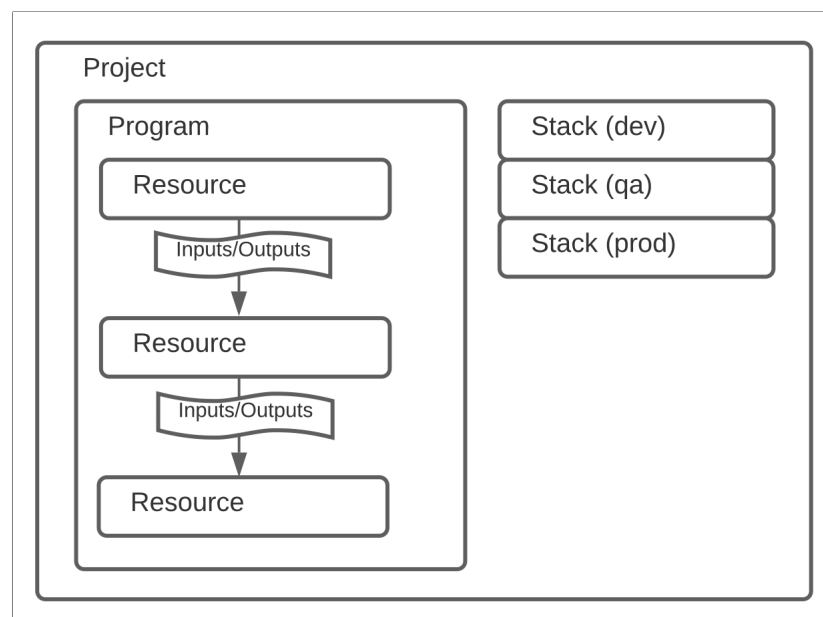 Project
Program
Resource
Inputs/Outputs
Resource
Inputs/Outputs
Resource
Stack (dev)
Stack (qa)
Stack (prod)